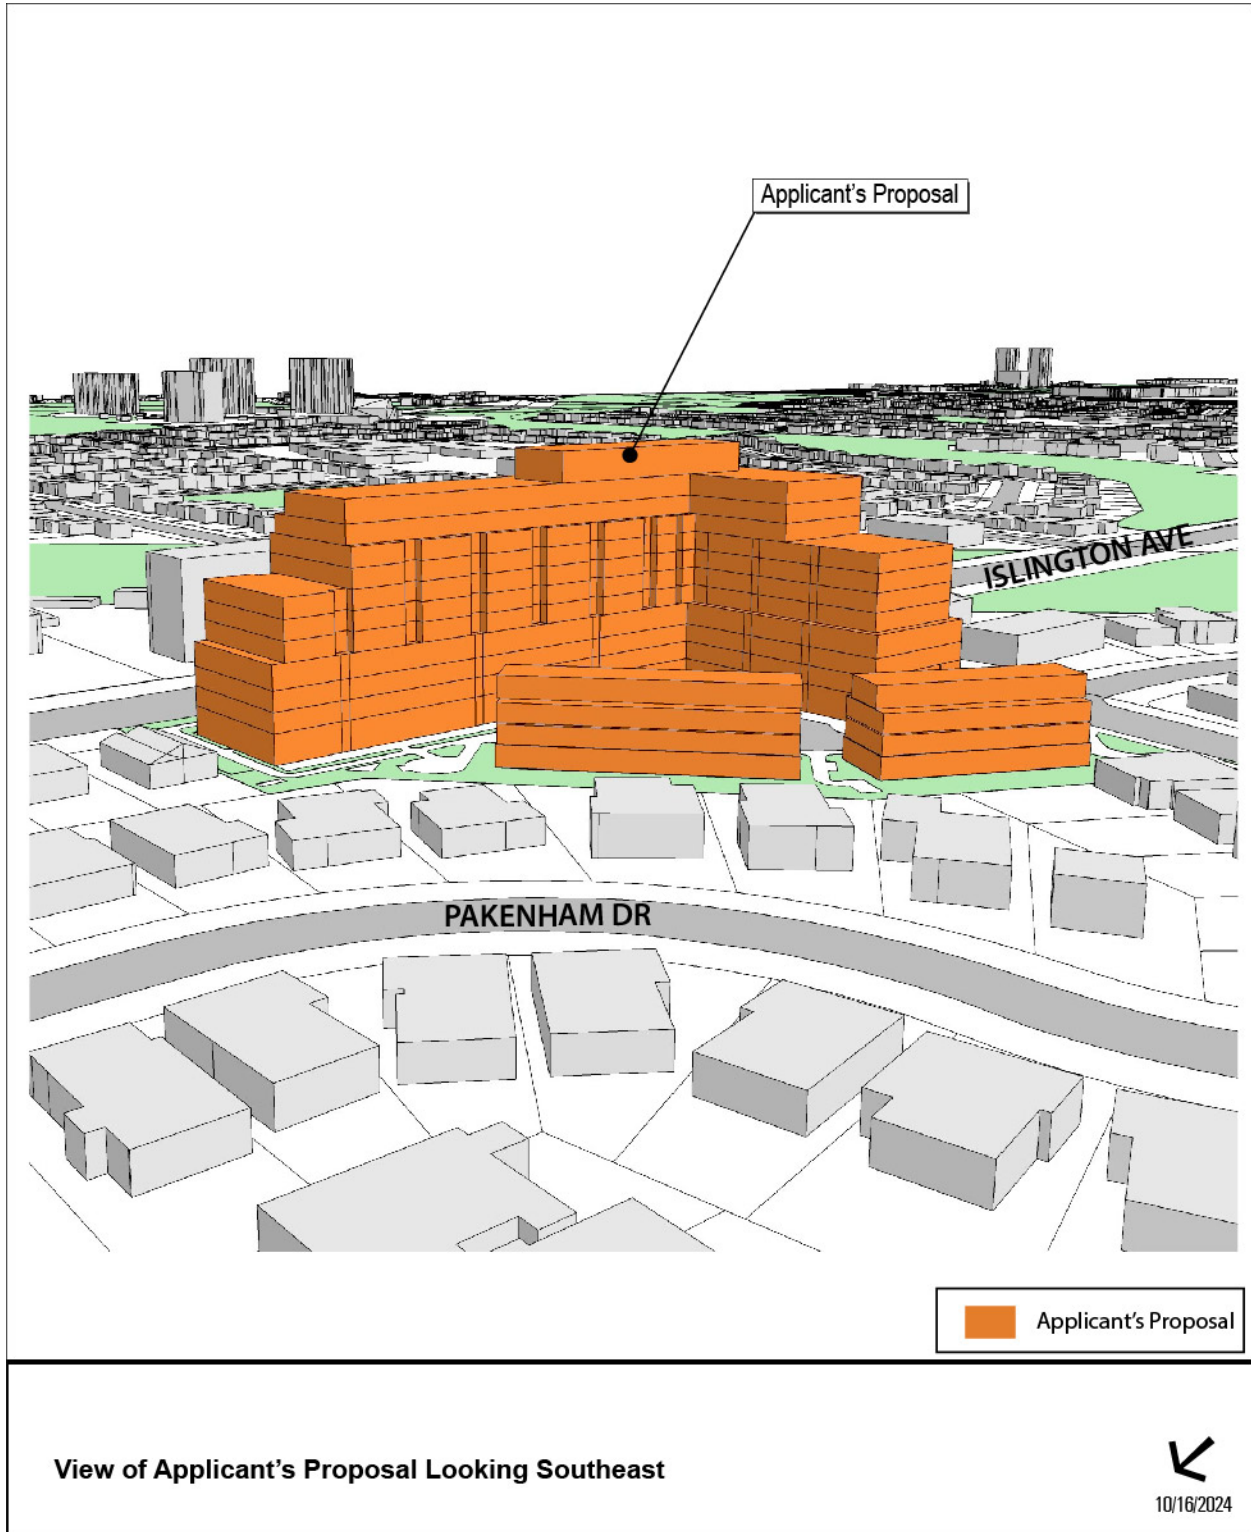 Applicant's Proposal
ISLINGTON AVE
PAKENHAM DR
Applicant's Proposal
View of Applicant's Proposal Looking Southeast
10/16/2024